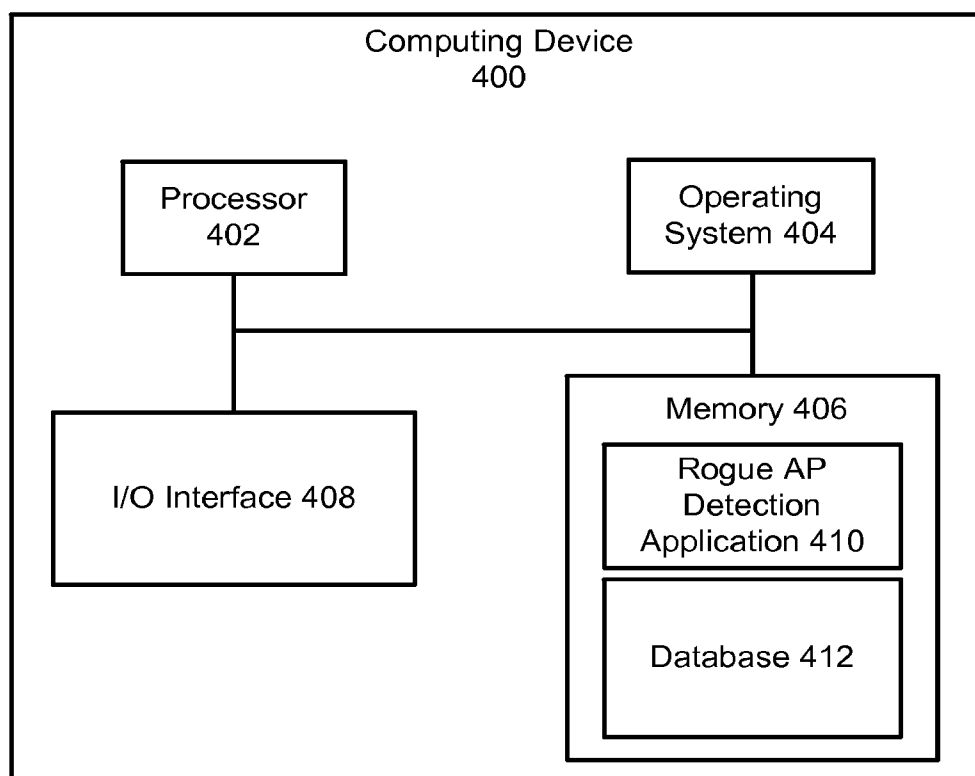 Computing Device
400
Processor
402
Operating
System 404
I/O Interface 408
Memory 406
Rogue AP
Detection
Application 410
Database 412